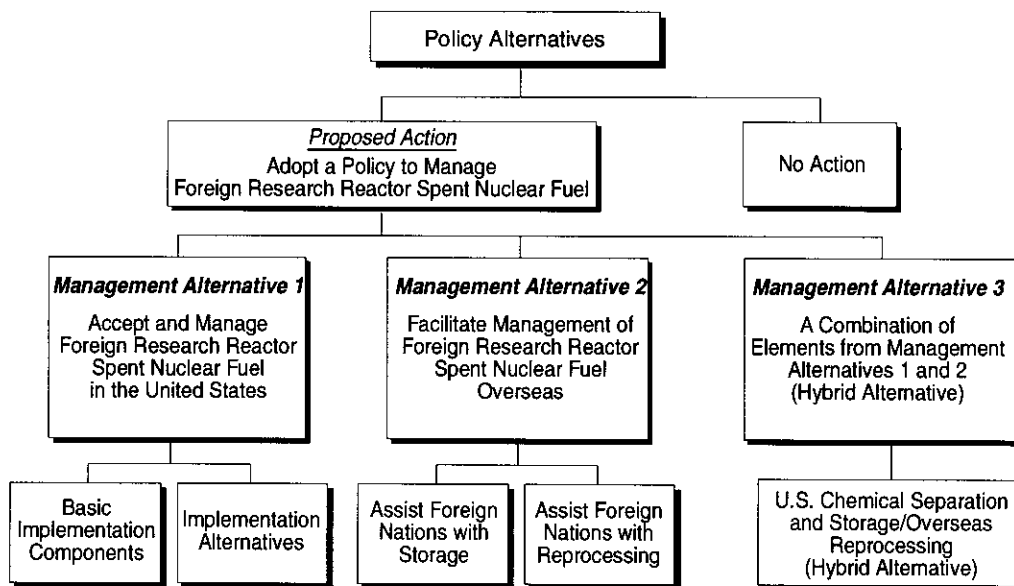 Policy Alternatives
Proposed Action
Adopt a Policy to Manage
Foreign Research Reactor Spent Nuclear Fuel
No Action
Management Alternative 1
Accept and Manage
Foreign Research Reactor
Spent Nuclear Fuel
in the United States
Management Alternative 2
Facilitate Management of
Foreign Research Reactor
Spent Nuclear Fuel
Overseas
Management Alternative 3
A Combination of
Elements from Management
Alternatives 1 and 2
(Hybrid Alternative)
Basic
Implementation
Components
Implementation
Alternatives
Assist Foreign
Nations with
Storage
Assist Foreign
Nations with
Reprocessing
U.S. Chemical Separation
and Storage/Overseas
Reprocessing
(Hybrid Alternative)